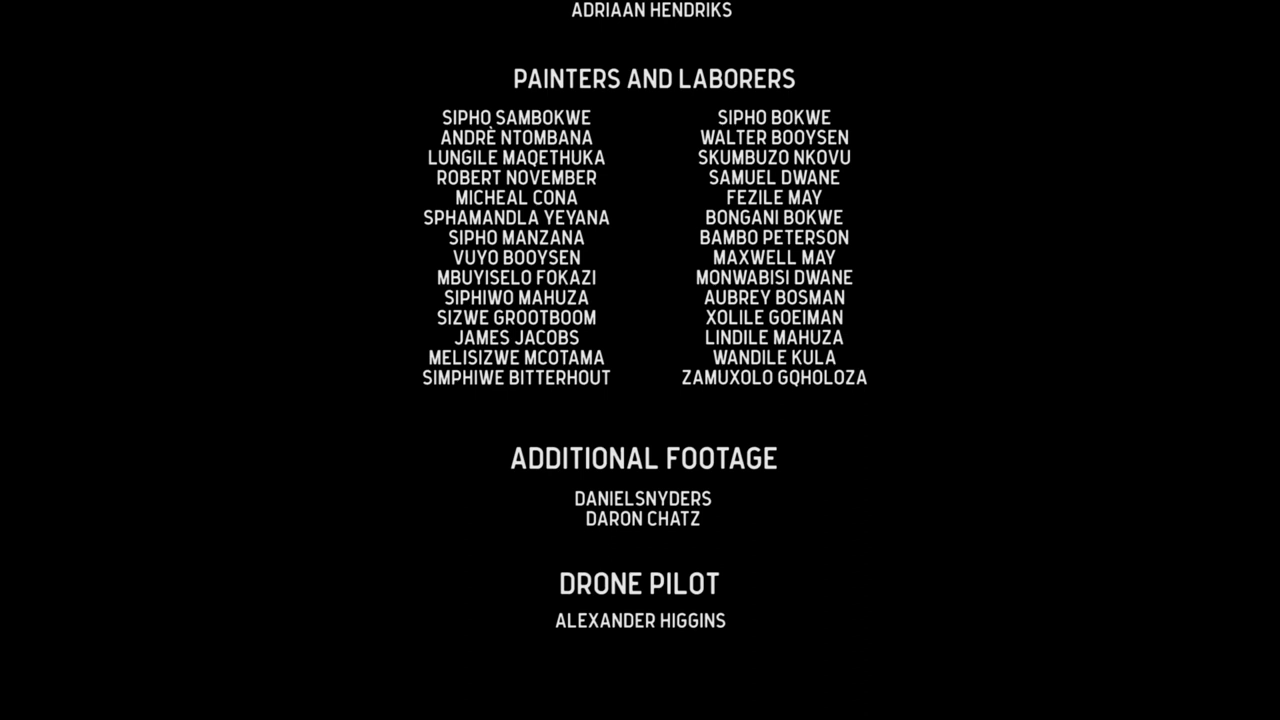 ADRIAAN HENDRIKS
PAINTERS AND LABORERS
SIPHO SAMBOKWE
ANDRÈ NTOMBANA
LUNGILE MAQETHUKA
ROBERT NOVEMBER
MICHEAL CONA
SPHAMANDLA YEYANA
SIPHO MANZANA
VUYO BOOYSEN
MBUYISELO FOKAZI
SIPHIWO MAHUZA
SIZWE GROOTBOOM
JAMES JACOBS
MELISIZWE MCOTAMA
SIMPHIWE BITTERHOUT
SIPHO BOKWE
WALTER BOOYSEN
SKUMBUZO NKOVU
SAMUEL DWANE
FEZILE MAY
BONGANI BOKWE
BAMBO PETERSON
MAXWELL MAY
MONWABISI DWANE
AUBREY BOSMAN
XOLILE GOEIMAN
LINDILE MAHUZA
WANDILE KULA
ZAMUXOLO GQHOLOZA
ADDITIONAL FOOTAGE
DANIELSNYDERS
DARON CHATZ
DRONE PILOT
ALEXANDER HIGGINS